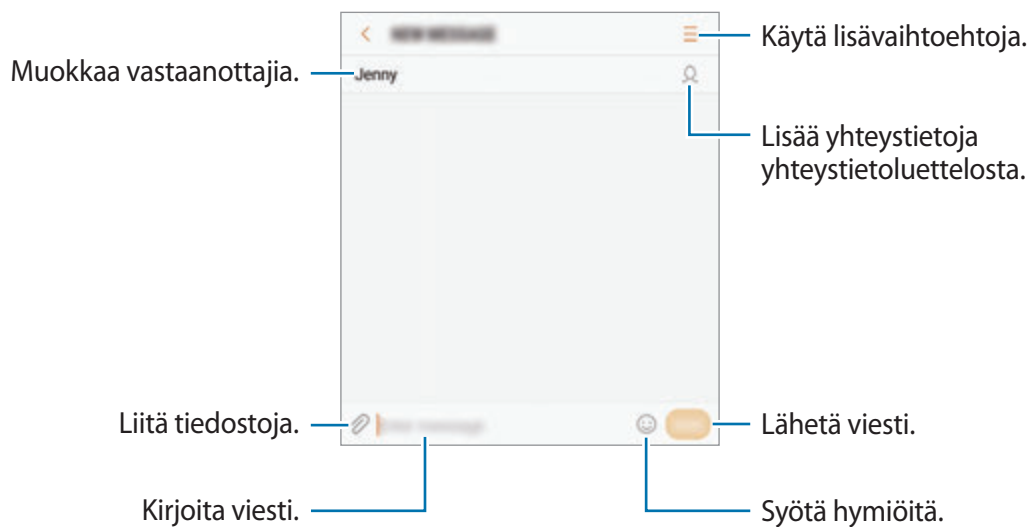 Käytä lisävaihtoehtoja.
Muokkaa vastaanottajia.
Jenny
Lisää yhteystietoja
yhteystietoluettelosta.
Liitä tiedostoja.
Lähetä viesti.
Kirjoita viesti.
Syötä hymiöitä.